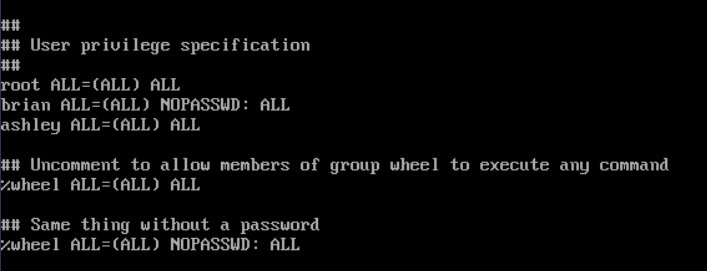 ##
## User privilege specification
##
root ALL=(ALL) ALL
brian ALL=(ALL) NOPASSWD: ALL
ashley ALL=(ALL) ALL
## Uncomment to allow members of group wheel to execute any command
%wheel ALL=(ALL) ALL
## Same thing without a password
%wheel ALL=(ALL) NOPASSWD: ALL